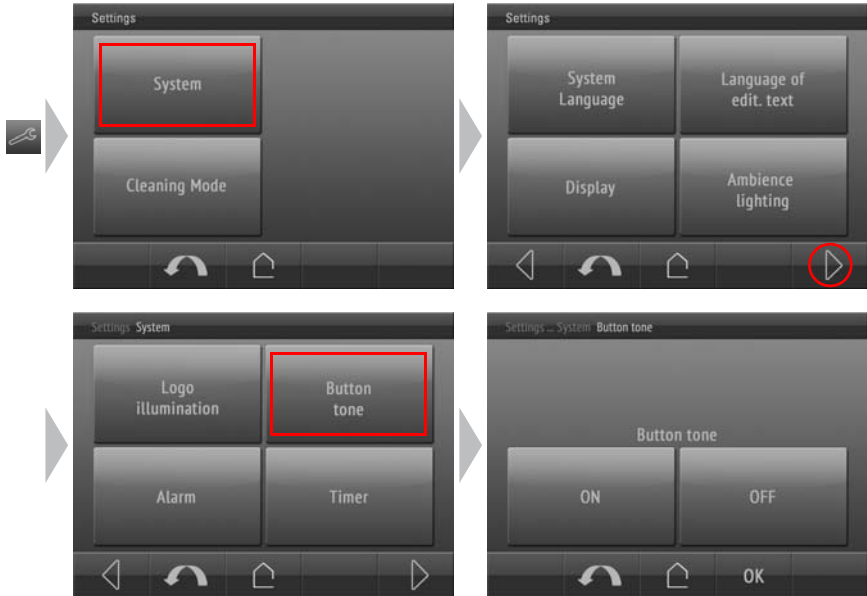 Settings
System
Cleaning Mode
Settings
System
Language
Language of
edit. text
Display
Ambience
lighting
Settings System
Logo
illumination
Button
tone
Alarm
Timer
Settings ... System Button tone
Button tone
ON
OFF
OK